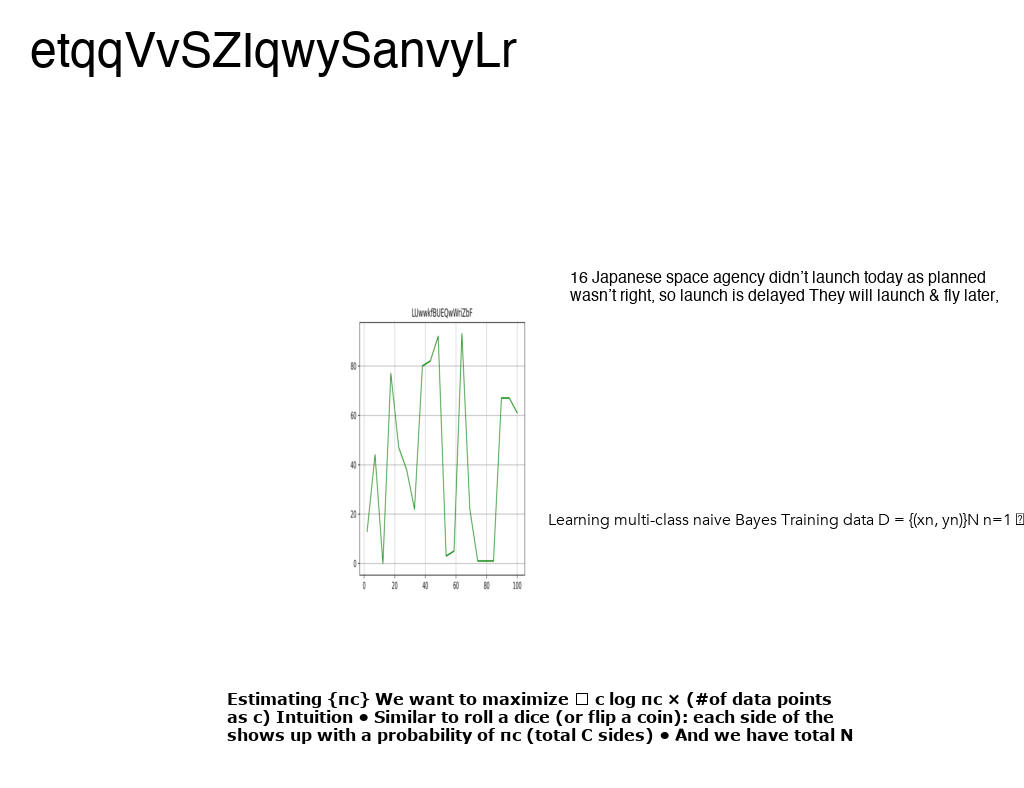 etqqVvSZIqwySanvyLr
16 Japanese space agency didn’t launch today as planned
wasn’t right, so launch is delayed They will launch & fly later,
LUwwkfBUEQwWriZbF
80
60
40
20
0
0 20 40 60 80 100
Learning multi-class naive Bayes Training data D = {(xn, yn)}N n=1
Estimating {πc} We want to maximize □ c log πc × (#of data points
as c) Intuition • Similar to roll a dice (or flip a coin): each side of the
shows up with a probability of πc (total C sides) • And we have total N